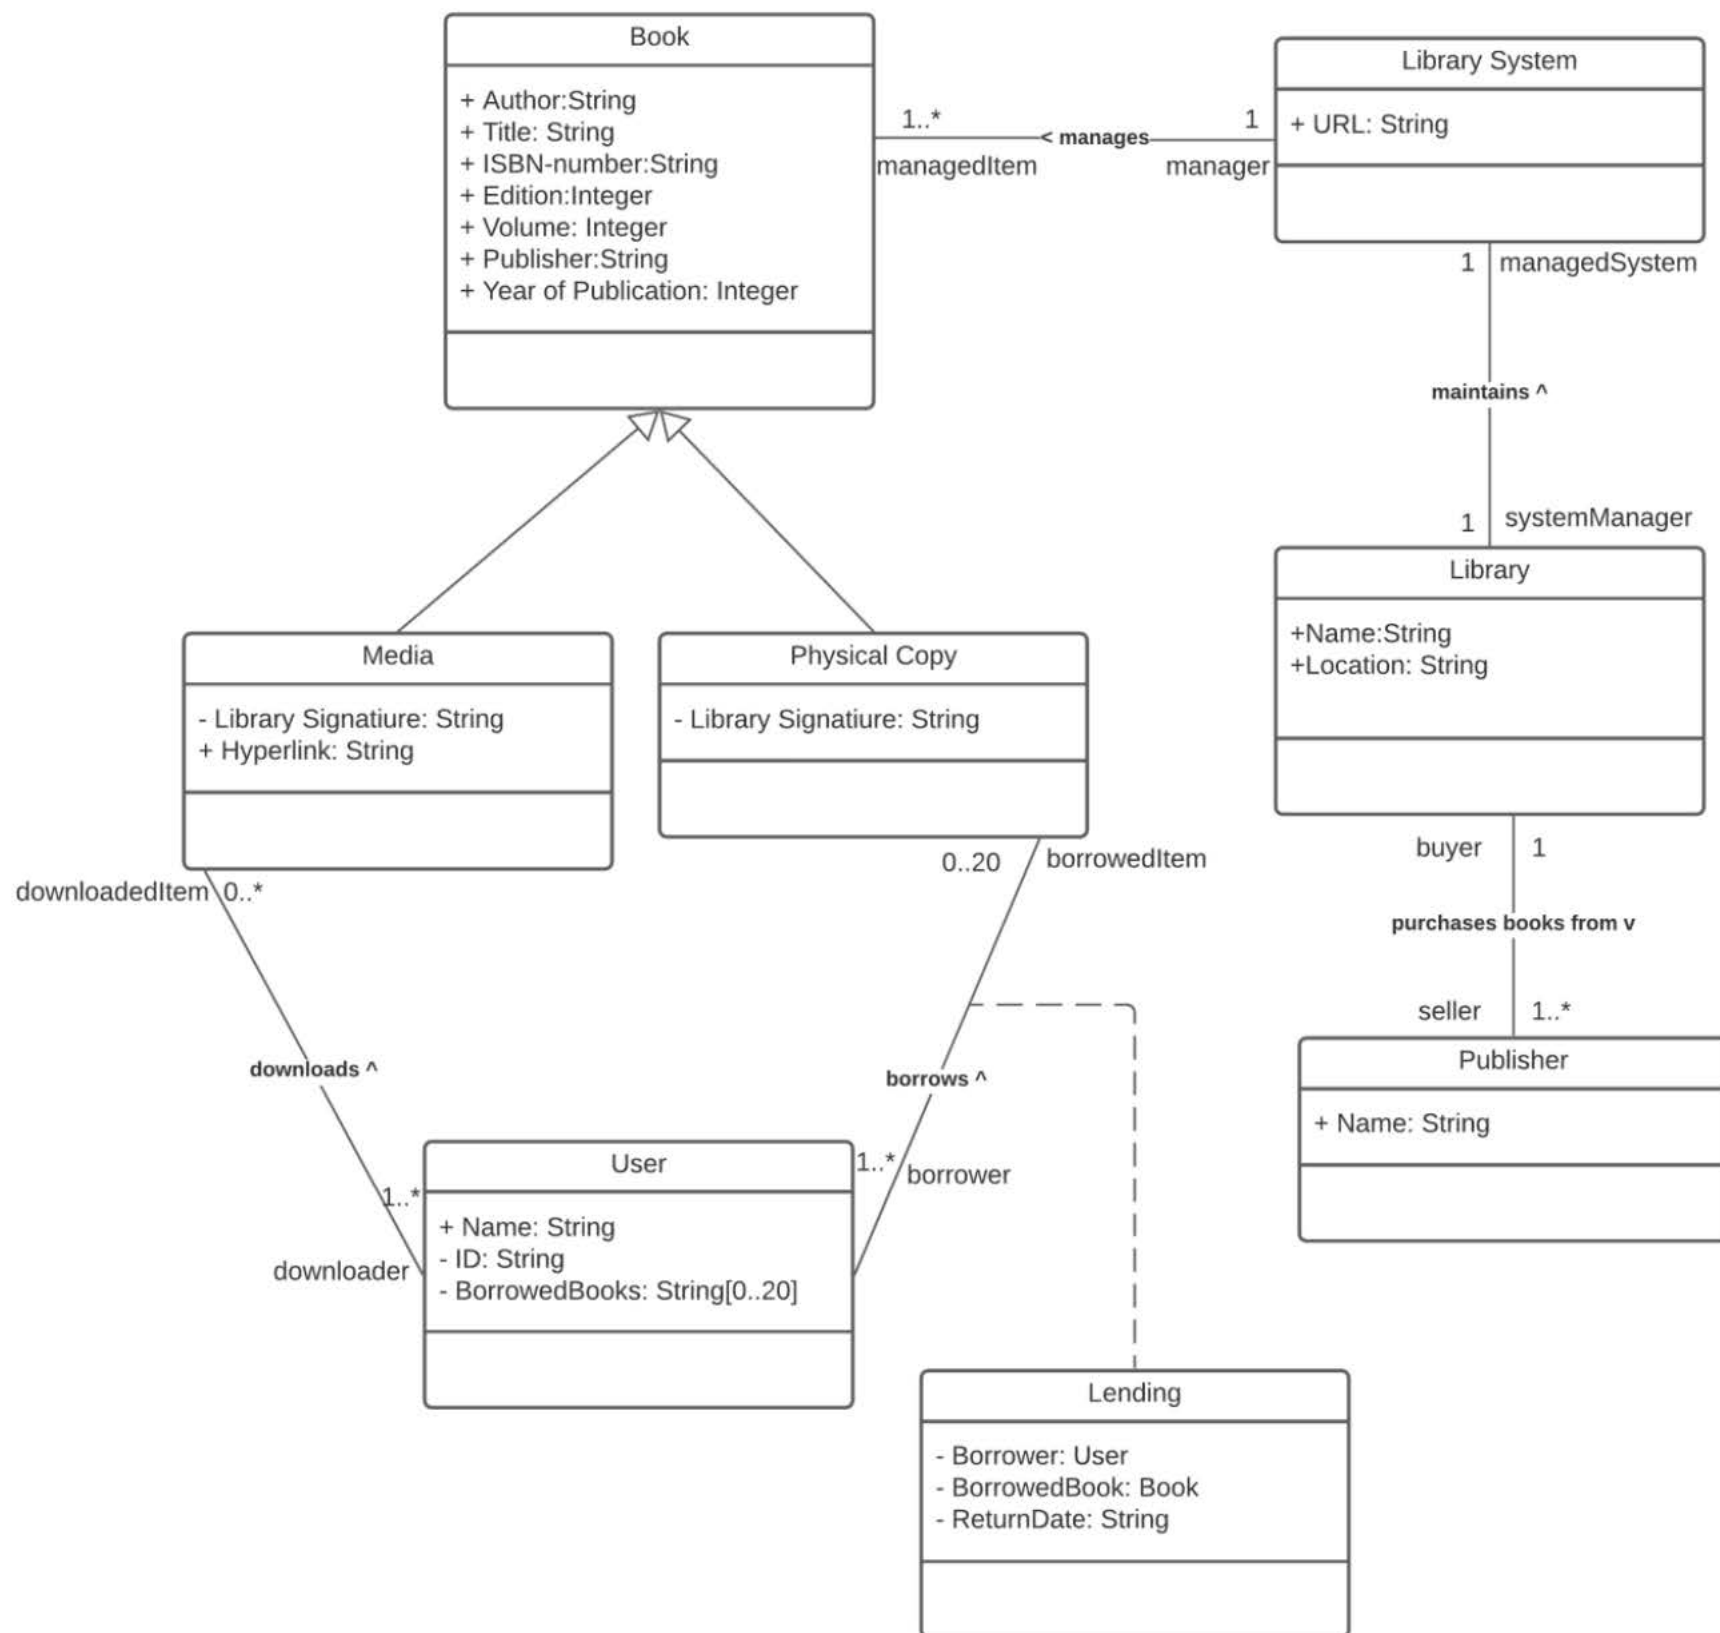 Book
+ Author:String
+ Title: String
+ ISBN-number:String
+ Edition:Integer
+ Volume: Integer
+ Publisher:String
+ Year of Publication: Integer
1..*
< manages
1
managedItem
manager
Library System
+ URL: String
1
managedSystem
maintains ^
1
systemManager
Library
+Name:String
+Location: String
Media
- Library Signatiure: String
+ Hyperlink: String
Physical Copy
- Library Signatiure: String
buyer
1
purchases books from v
seller
1..*
Publisher
+ Name: String
downloadedItem
0..*
downloads ^
1..*
downloader
0..20
borrowedItem
borrows ^
1..*
borrower
User
+ Name: String
- ID: String
- BorrowedBooks: String[0..20]
Lending
- Borrower: User
- BorrowedBook: Book
- ReturnDate: String